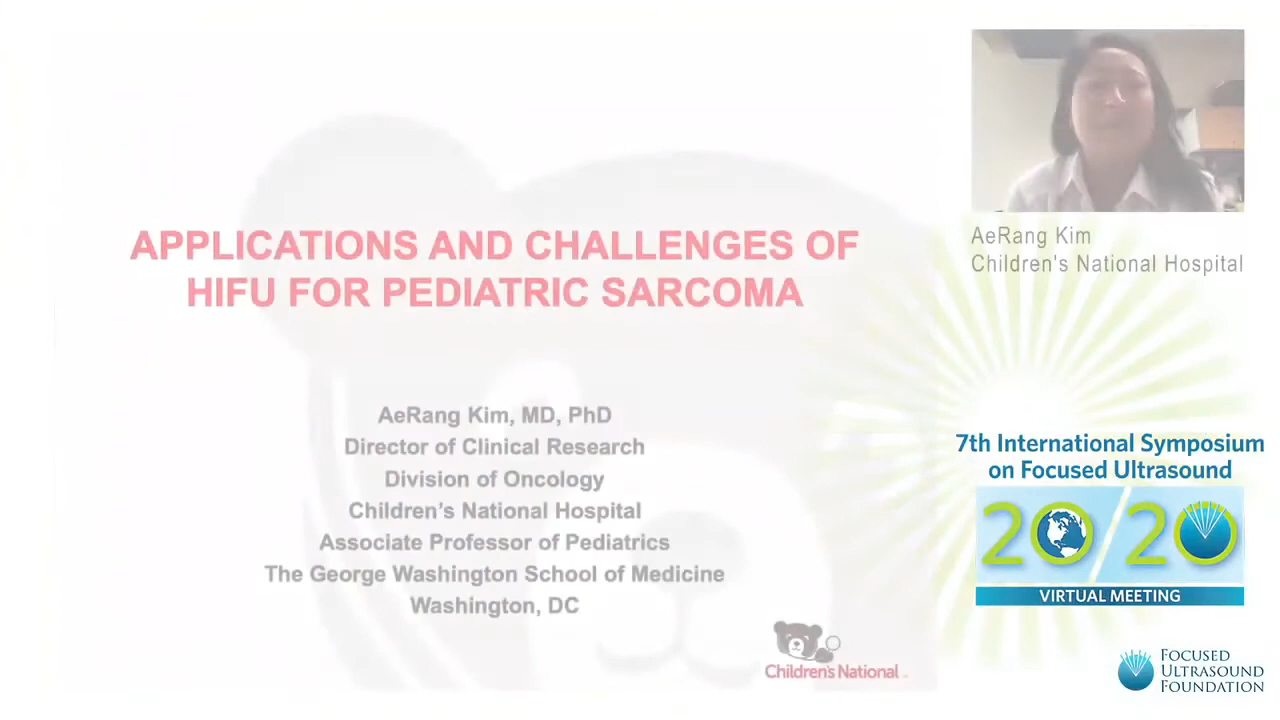 APPLICATIONS AND CHALLENGES OF
HIFU FOR PEDIATRIC SARCOMA
AeRang Kim, MD, PhD
Director of Clinical Research
Division of Oncology
Children's National Hospital
Associate Professor of Pediatrics
The George Washington School of Medicine
Washington, DC
Children's National
AeRang Kim
Children's National Hospital
7th International Symposium
on Focused Ultrasound
20/20
VIRTUAL MEETING
FOCUSED
ULTRASOUND
FOUNDATION